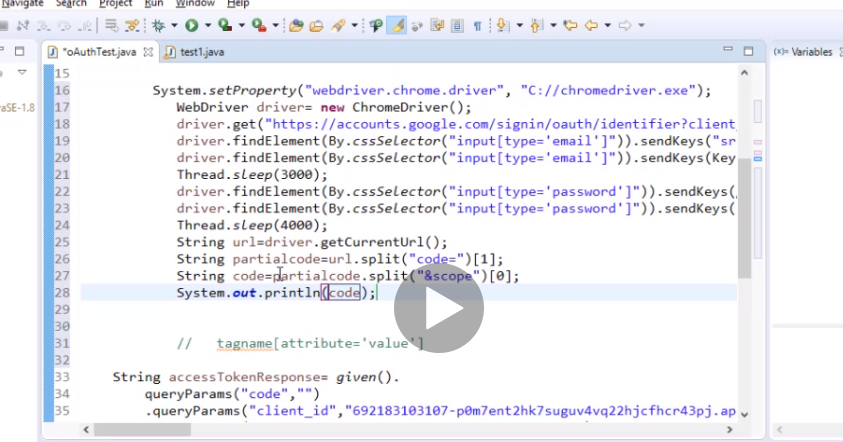 Navigate Search Project Run Window Help
*oAuthTest.java test1.java
(x)= Variables
aSE-1.8
15
16 System.setProperty("webdriver.chrome.driver", "C://chromedriver.exe");
17 WebDriver driver= new ChromeDriver();
18 driver.get("https://accounts.google.com/signin/oauth/identifier?client_
19 driver.findElement(By.cssSelector("input[type='email']")).sendKeys("sr
20 driver.findElement(By.cssSelector("input[type='email']")).sendKeys(Key
21 Thread.sleep(3000);
22 driver.findElement(By.cssSelector("input[type='password']")).sendKeys(
23 driver.findElement(By.cssSelector("input[type='password']")).sendKeys(
24 Thread.sleep(4000);
25 String url=driver.getCurrentUrl();
26 String partialcode=url.split("code=")[1];
27 String code=partialcode.split("&scope")[0];
28 System.out.println(code);
29
30
31 // tagname[attribute='value']
32
33 String accessTokenResponse= given().
34 queryParams("code","")
35 .queryParams("client_id","692183103107-p0m7ent2hk7suguv4vq22hjcfhcr43pj.ap